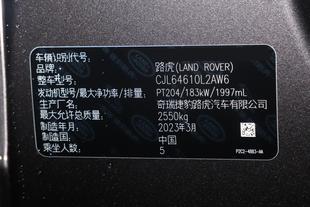 车辆识别代号：
品牌： 路虎(LAND ROVER)
整车型号： CJL64610L2AW6
发动机型号/最大净功率/排量： PT204/183kW/1997mL
生产厂家： 奇瑞捷豹路虎汽车有限公司
最大允许总质量： 2550kg
制造年月： 2023年3月
制造国： 中国
乘坐人数： 5